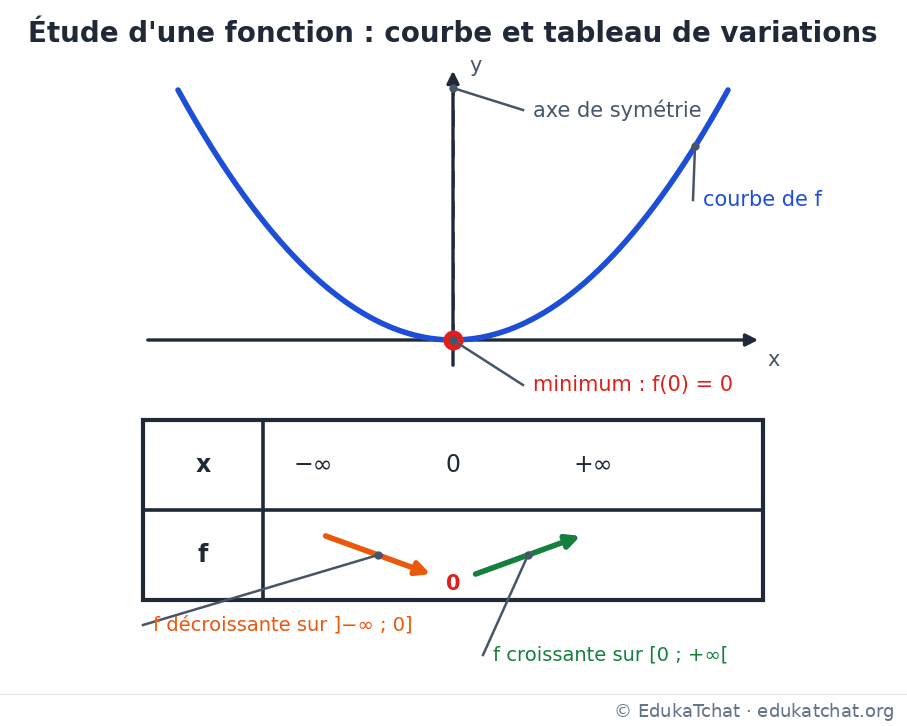 Étude d'une fonction : courbe et tableau de variations
y
axe de symétrie
courbe de f
x
minimum : f(0) = 0
x −∞ 0 +∞
f 0
f décroissante sur ]−∞ ; 0]
f croissante sur [0 ; +∞[
© EdukaTchat · edukatchat.org